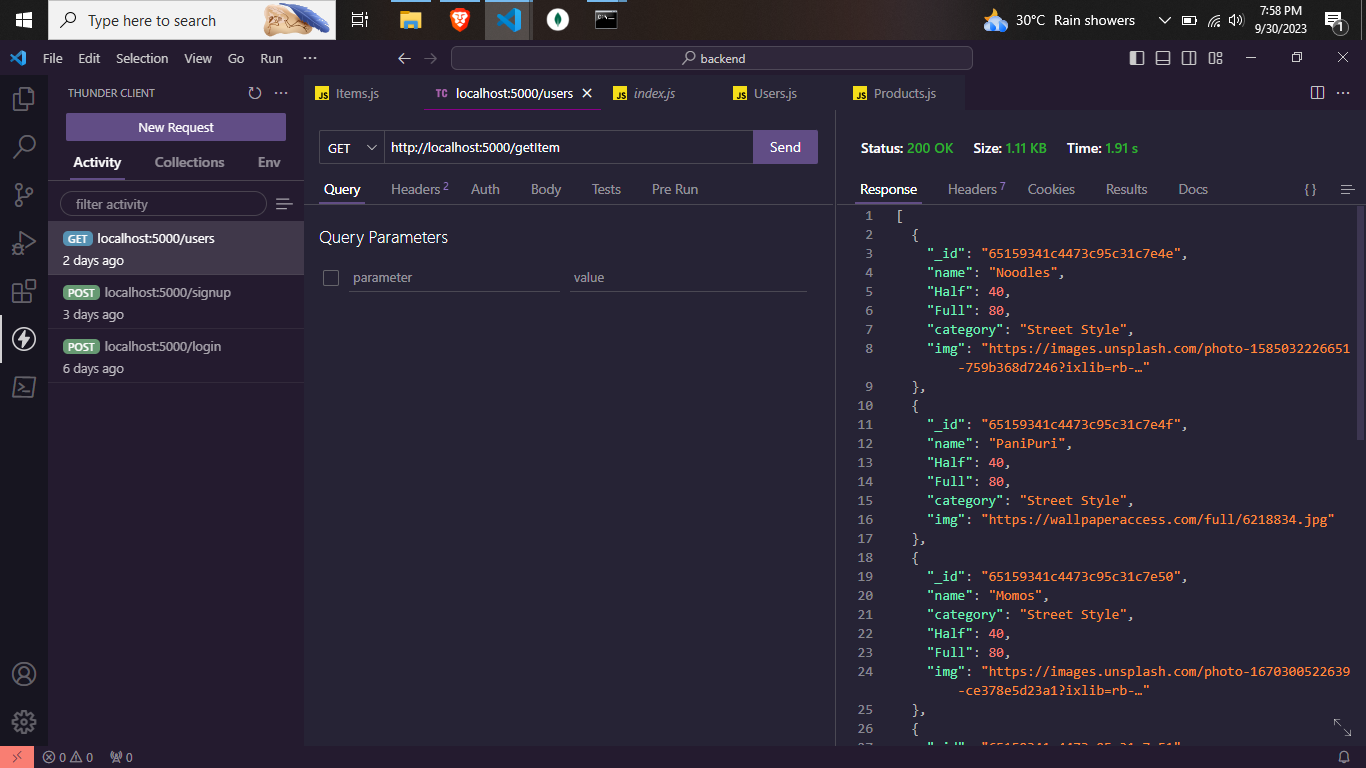 Type here to search
30°C Rain showers
7:58 PM
9/30/2023
1
File Edit Selection View Go Run ···
backend
THUNDER CLIENT
New Request
Activity Collections Env
filter activity
GET localhost:5000/users
2 days ago
POST localhost:5000/signup
3 days ago
POST localhost:5000/login
6 days ago
JS Items.js
TC localhost:5000/users
JS index.js
JS Users.js
JS Products.js
GET http://localhost:5000/getItem Send
Query Headers 2 Auth Body Tests Pre Run
Query Parameters
parameter value
Status: 200 OK Size: 1.11 KB Time: 1.91 s
Response Headers 7 Cookies Results Docs { }
1 [
2 {
3 "_id": "65159341c4473c95c31c7e4e",
4 "name": "Noodles",
5 "Half": 40,
6 "Full": 80,
7 "category": "Street Style",
8 "img": "https://images.unsplash.com/photo-1585032226651
-759b368d7246?ixlib=rb-…"
9 },
10 {
11 "_id": "65159341c4473c95c31c7e4f",
12 "name": "PaniPuri",
13 "Half": 40,
14 "Full": 80,
15 "category": "Street Style",
16 "img": "https://wallpaperaccess.com/full/6218834.jpg"
17 },
18 {
19 "_id": "65159341c4473c95c31c7e50",
20 "name": "Momos",
21 "category": "Street Style",
22 "Half": 40,
23 "Full": 80,
24 "img": "https://images.unsplash.com/photo-1670300522639
-ce378e5d23a1?ixlib=rb-…"
25 },
26 {
0 0 0